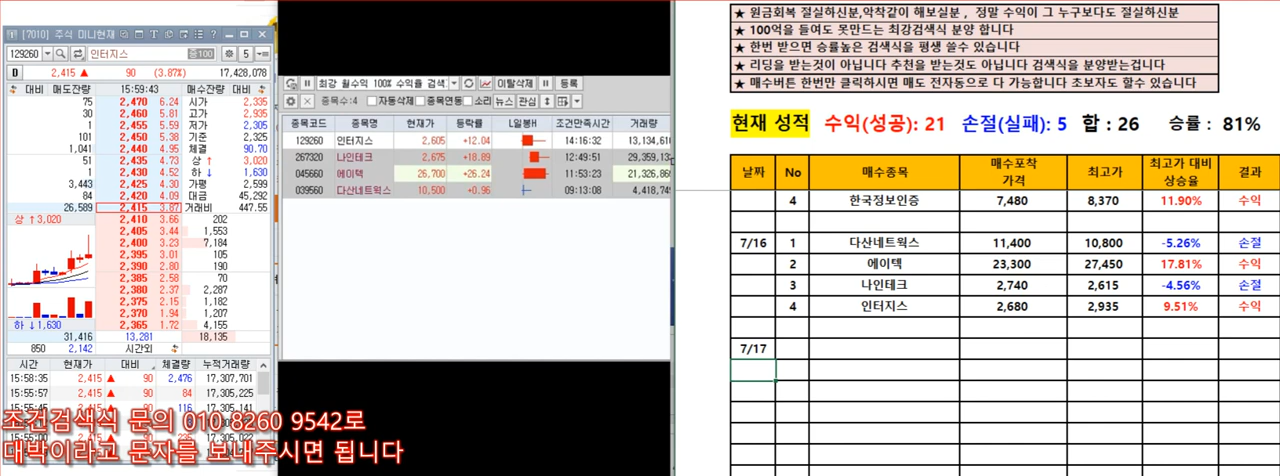 [7010] 주식 미니현재
129260 인터지스 증100 5
D 2,415 ▲ 90 (3.87%) 17,428,078
대비 매도잔량 15:59:43 매수잔량 대비
75 2,470 6.24 시가 2,335
30 2,460 5.81 고가 2,935
1 2,455 5.59 저가 2,305
101 2,450 5.38 기준 2,325
1,041 2,440 4.95 체결 90.70
51 2,435 4.73 상 ↑ 3,020
43 2,430 4.52 하 ↓ 1,630
3,443 2,425 4.30 가평 2,599
84 2,420 4.09 대금 45,292
26,589 2,415 3.87 거래비 447.55
상 ↑3,020 2,410 3.66 202
2,405 3.44 1,553
2,400 3.23 7,184
2,395 3.01 105
2,390 2.80 190
2,385 2.58 70
2,380 2.37 2,287
2,375 2.15 1,182
2,370 1.94 1,207
하 ↓1,630 2,365 1.72 4,155
31,416 13,281 18,135
850 2,142 시간외
시간 현재가 대비 체결량 누적거래량
15:58:35 2,415 ▲ 90 2,476 17,307,701
15:55:57 2,415 ▲ 90 84 17,305,225
15:55:45 116 17,305,141
15:55:00 17,305,022
조건검색식 문의 010 8260 9542로
대박이라고 문자를 보내주시면 됩니다
최강 월수익 100% 수익율 검색 이탈삭제 등록
종목수:4 자동삭제 종목연동 소리 뉴스 관심
종목코드 종목명 현재가 등락률 L일봉H 조건만족시간 거래량
129260 인터지스 2,605 +12.04 14:16:32 13,134,610
267320 나인테크 2,675 +18.89 12:49:51 29,359,13
045660 에이텍 26,700 +26.24 11:53:23 21,326,86
039560 다산네트웍스 10,500 +0.96 09:13:08 4,418,74
★ 원금회복 절실하신분,악착같이 해보실분 , 정말 수익이 그 누구보다도 절실하신분
★ 100억을 들여도 못만드는 최강검색식 분양 합니다
★ 한번 받으면 승률높은 검색식을 평생 쓸수 있습니다
★ 리딩을 받는것이 아닙니다 추천을 받는것도 아닙니다 검색식을 분양받는겁니다
★ 매수버튼 한번만 클릭하시면 매도 전자동으로 다 가능합니다 초보자도 할수 있습니다
현재 성적 수익(성공): 21 손절(실패): 5 합 : 26 승률 : 81%
날짜 No 매수종목 매수포착 가격 최고가 최고가 대비 상승율 결과
4 한국정보인증 7,480 8,370 11.90% 수익
7/16 1 다산네트웍스 11,400 10,800 -5.26% 손절
2 에이텍 23,300 27,450 17.81% 수익
3 나인테크 2,740 2,615 -4.56% 손절
4 인터지스 2,680 2,935 9.51% 수익
7/17